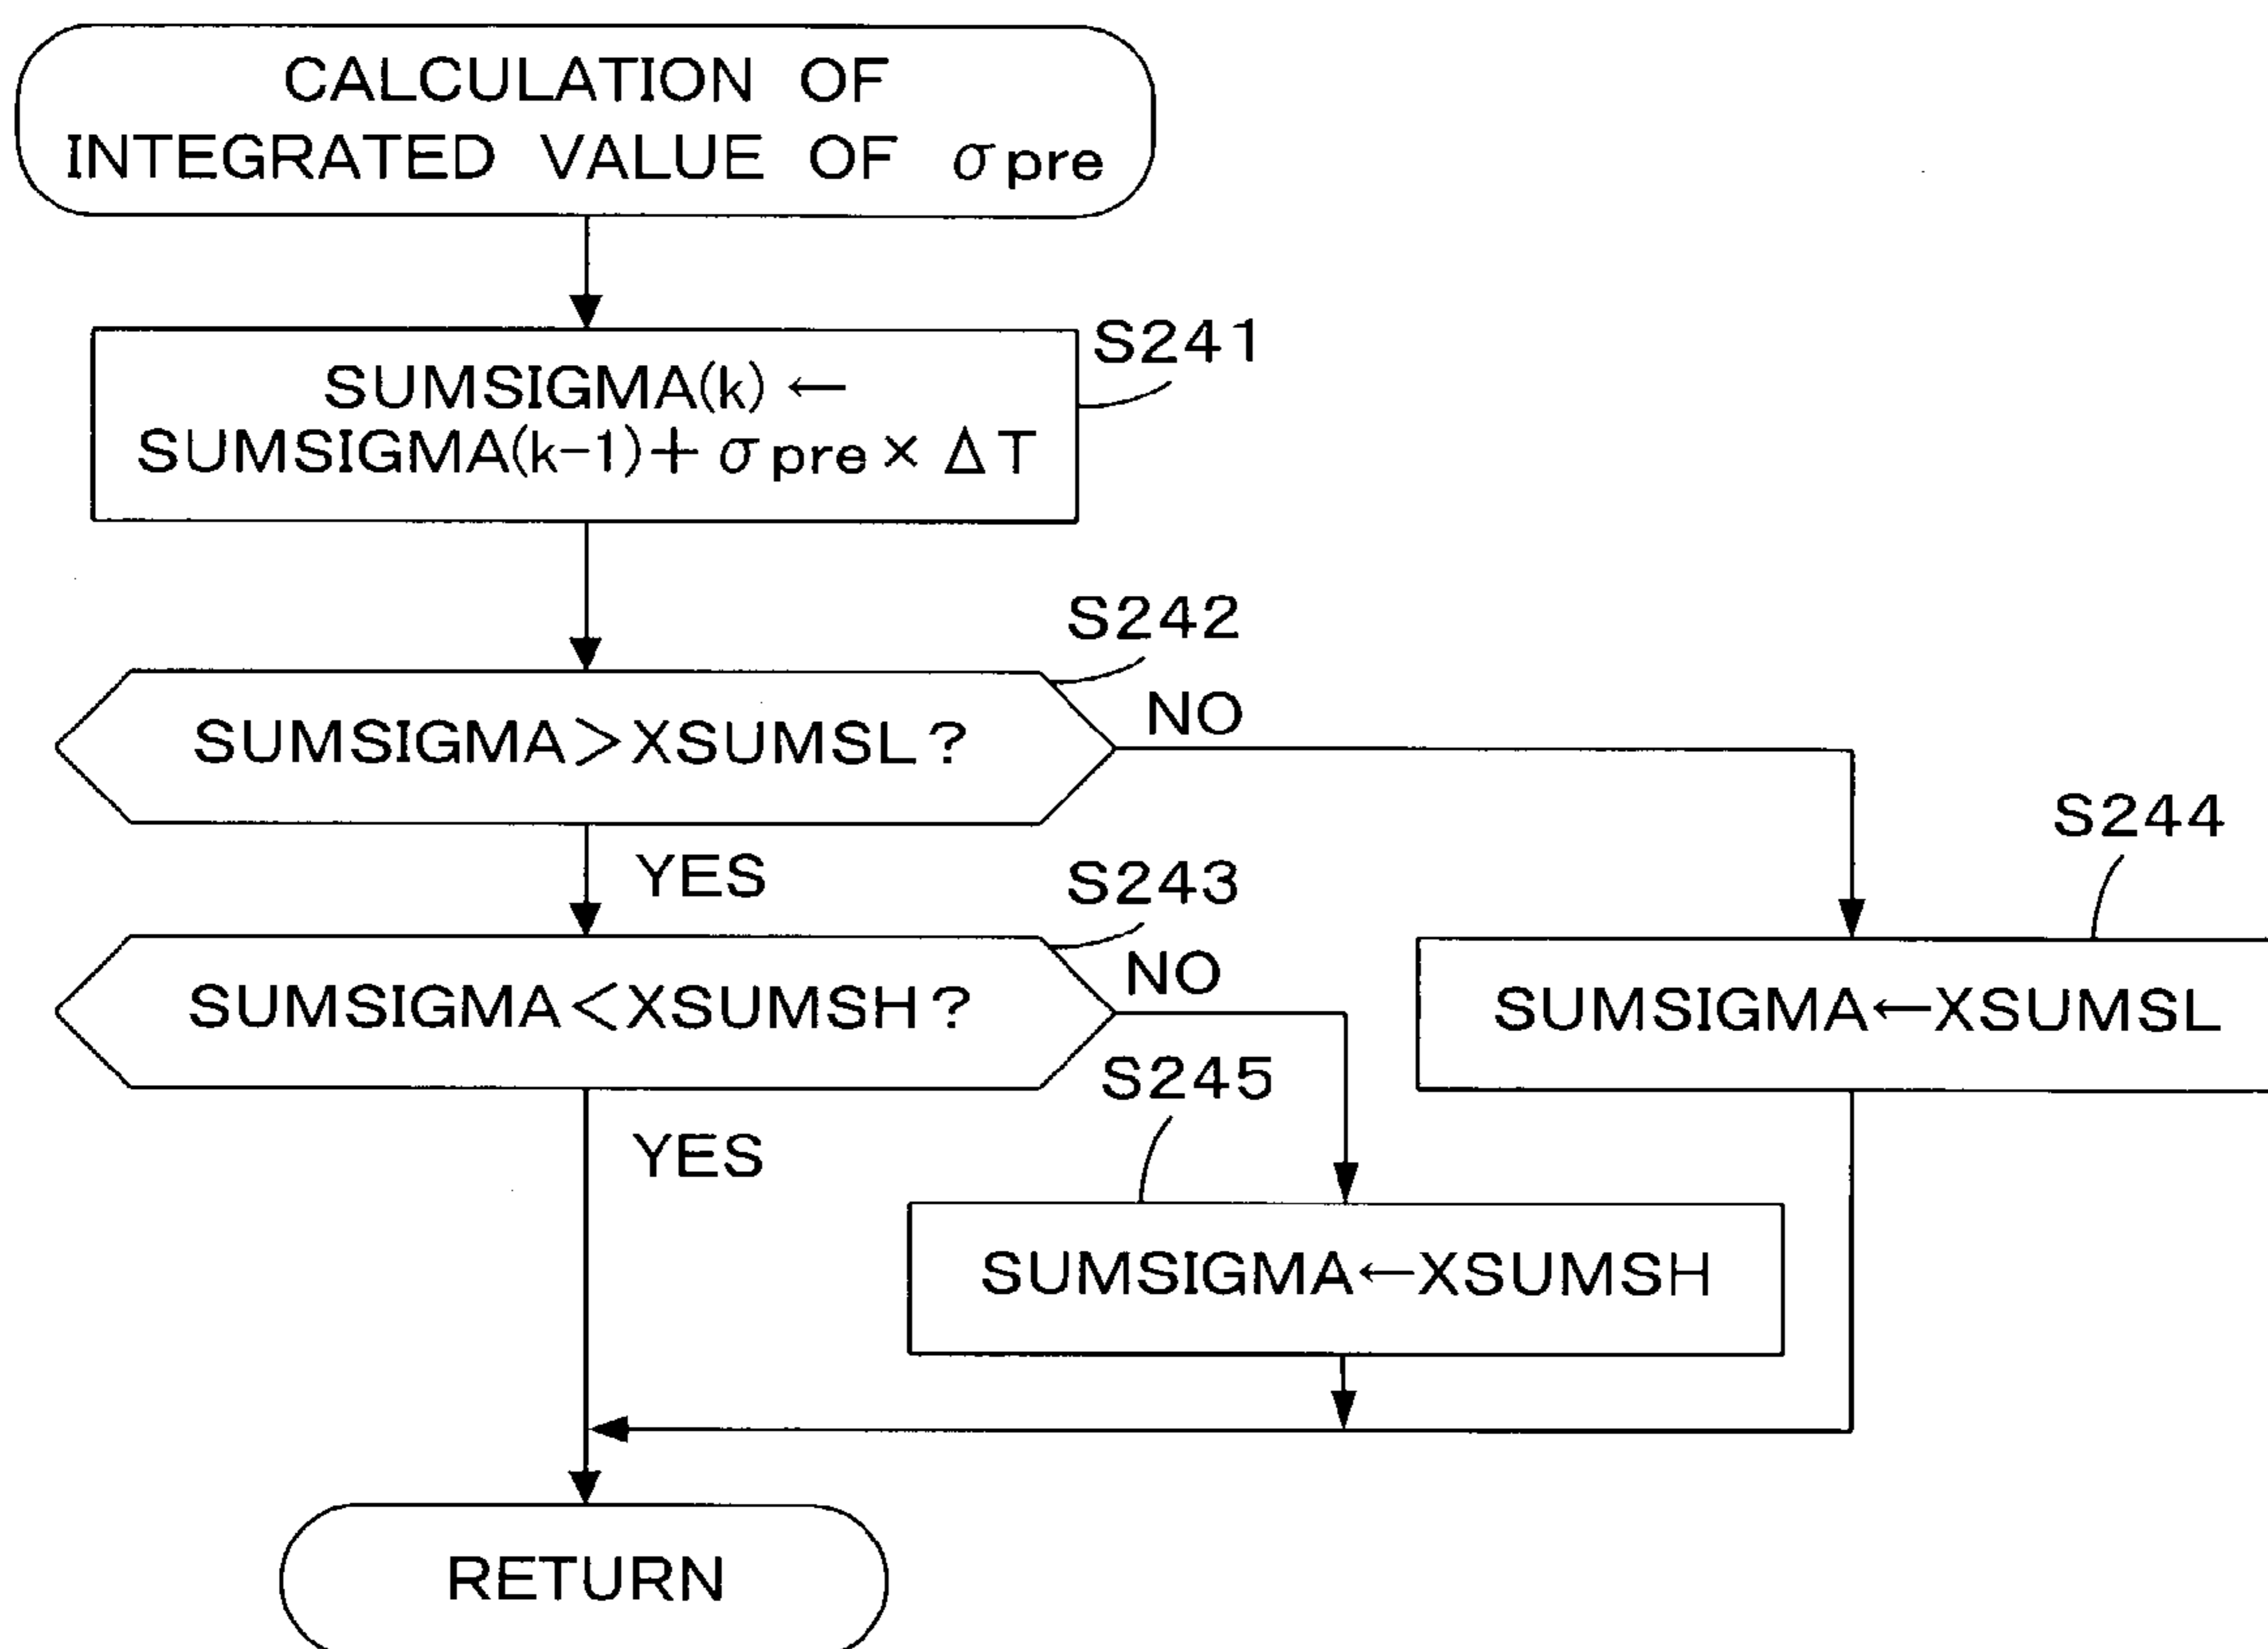 CALCULATION OF
INTEGRATED VALUE OF σpre
S241
SUMSIGMA(k) ←
SUMSIGMA(k-1)+σpre×ΔT
S242
SUMSIGMA>XSUMSL?
NO
YES
S243
S244
SUMSIGMA<XSUMSH?
NO
SUMSIGMA←XSUMSL
S245
YES
SUMSIGMA←XSUMSH
RETURN